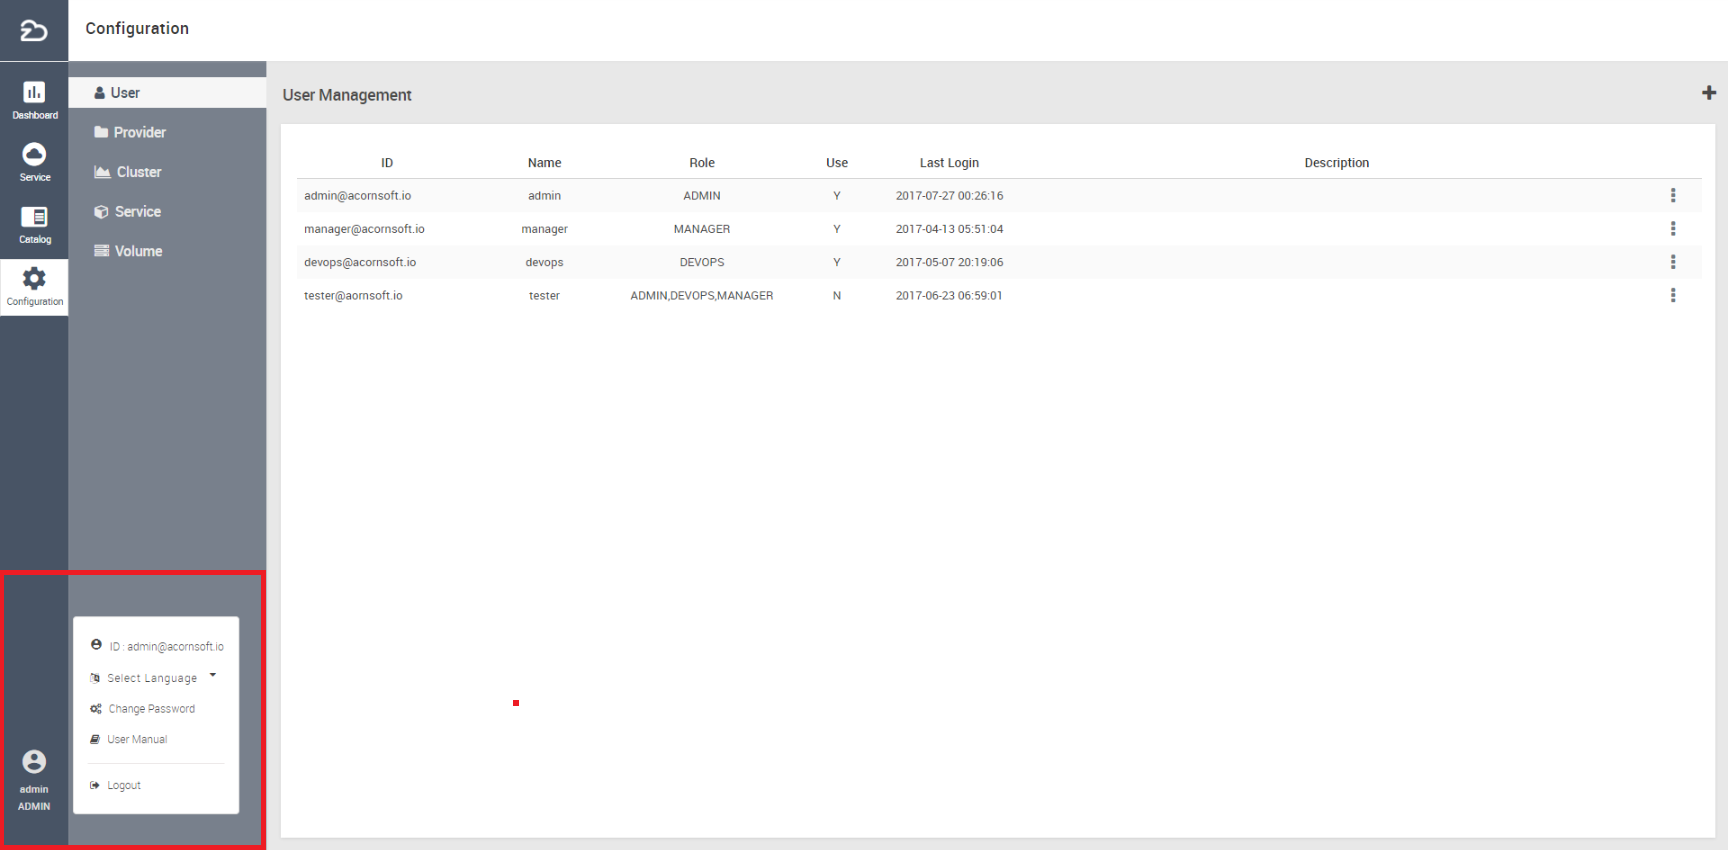 Configuration
Dashboard
Service
Catalog
Configuration
User
Provider
Cluster
Service
Volume
User Management
ID Name Role Use Last Login Description
admin@acornsoft.io admin ADMIN Y 2017-07-27 00:26:16
manager@acornsoft.io manager MANAGER Y 2017-04-13 05:51:04
devops@acornsoft.io devops DEVOPS Y 2017-05-07 20:19:06
tester@aornsoft.io tester ADMIN,DEVOPS,MANAGER N 2017-06-23 06:59:01
ID : admin@acornsoft.io
Select Language
Change Password
User Manual
Logout
admin
ADMIN